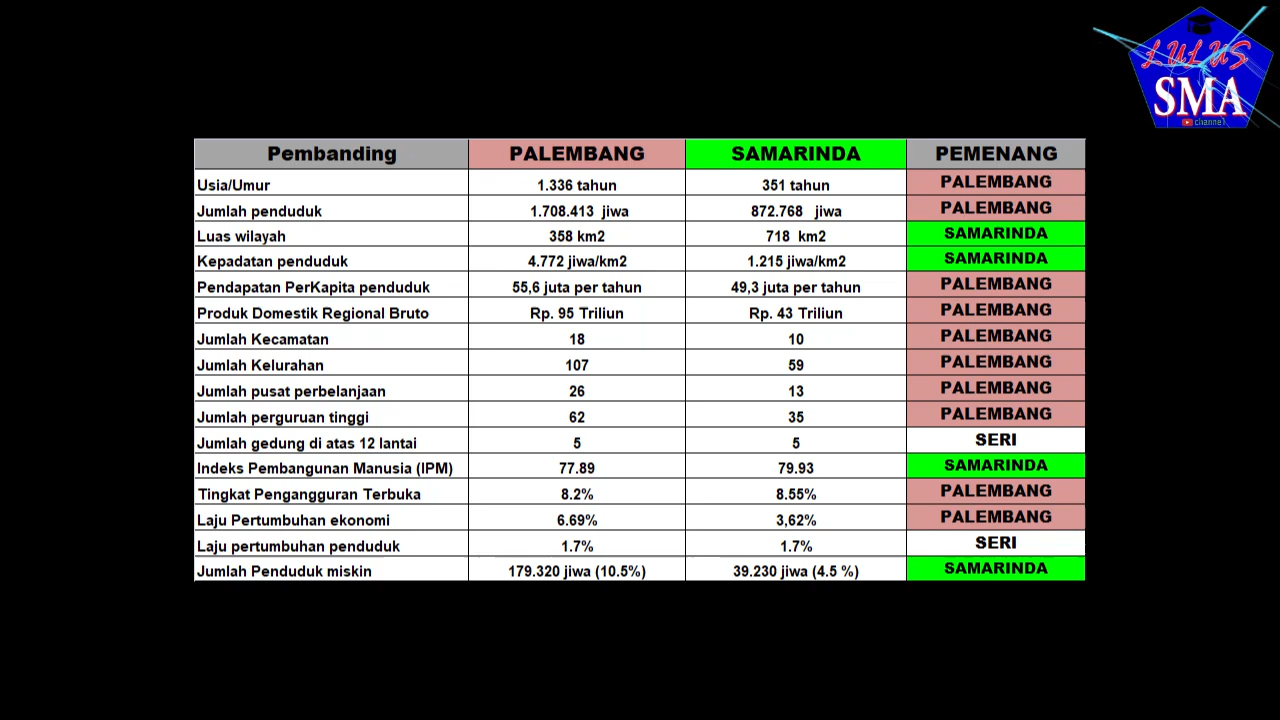 LULUS
SMA
channel
Pembanding PALEMBANG SAMARINDA PEMENANG
Usia/Umur 1.336 tahun 351 tahun PALEMBANG
Jumlah penduduk 1.708.413 jiwa 872.768 jiwa PALEMBANG
Luas wilayah 358 km2 718 km2 SAMARINDA
Kepadatan penduduk 4.772 jiwa/km2 1.215 jiwa/km2 SAMARINDA
Pendapatan PerKapita penduduk 55,6 juta per tahun 49,3 juta per tahun PALEMBANG
Produk Domestik Regional Bruto Rp. 95 Triliun Rp. 43 Triliun PALEMBANG
Jumlah Kecamatan 18 10 PALEMBANG
Jumlah Kelurahan 107 59 PALEMBANG
Jumlah pusat perbelanjaan 26 13 PALEMBANG
Jumlah perguruan tinggi 62 35 PALEMBANG
Jumlah gedung di atas 12 lantai 5 5 SERI
Indeks Pembangunan Manusia (IPM) 77.89 79.93 SAMARINDA
Tingkat Pengangguran Terbuka 8.2% 8.55% PALEMBANG
Laju Pertumbuhan ekonomi 6.69% 3,62% PALEMBANG
Laju pertumbuhan penduduk 1.7% 1.7% SERI
Jumlah Penduduk miskin 179.320 jiwa (10.5%) 39.230 jiwa (4.5 %) SAMARINDA